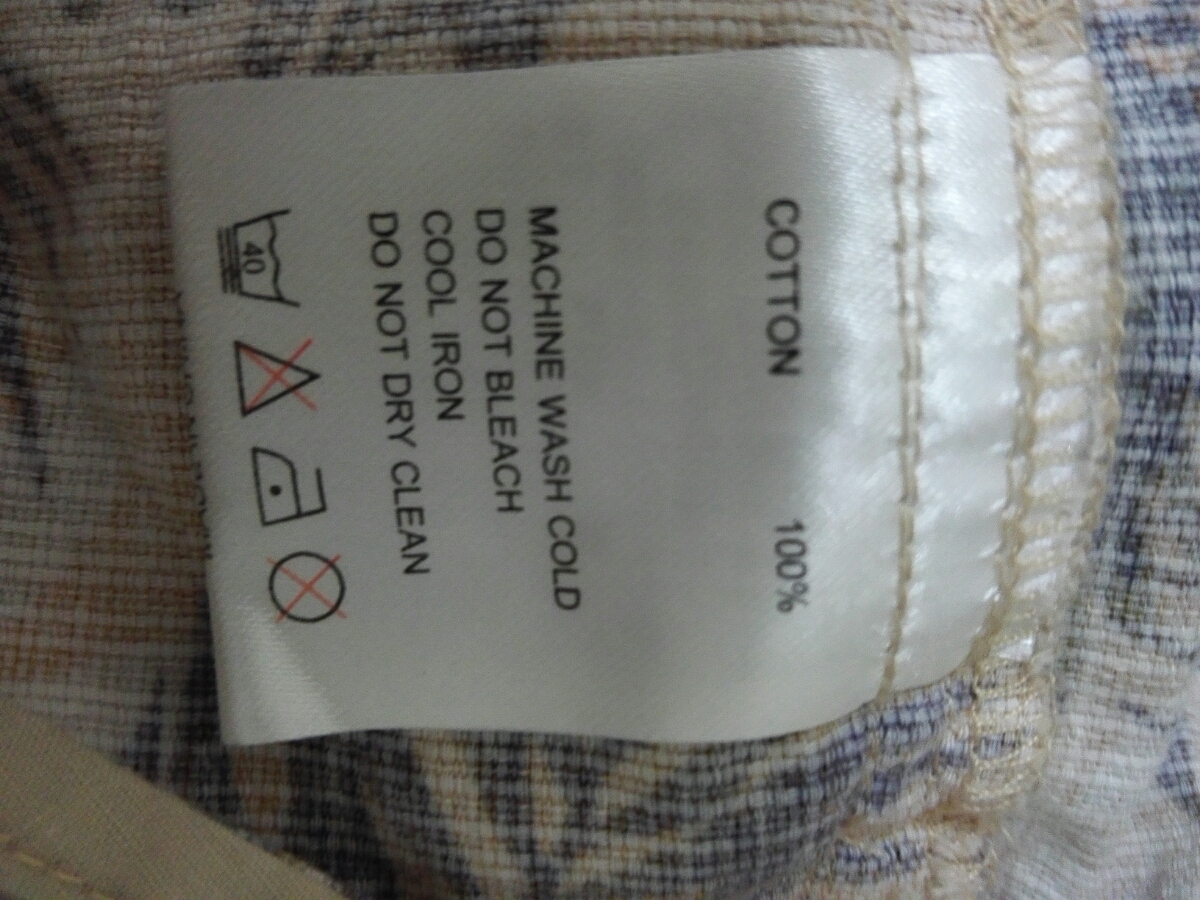 COTTON 100%
MACHINE WASH COLD
DO NOT BLEACH
COOL IRON
DO NOT DRY CLEAN
40